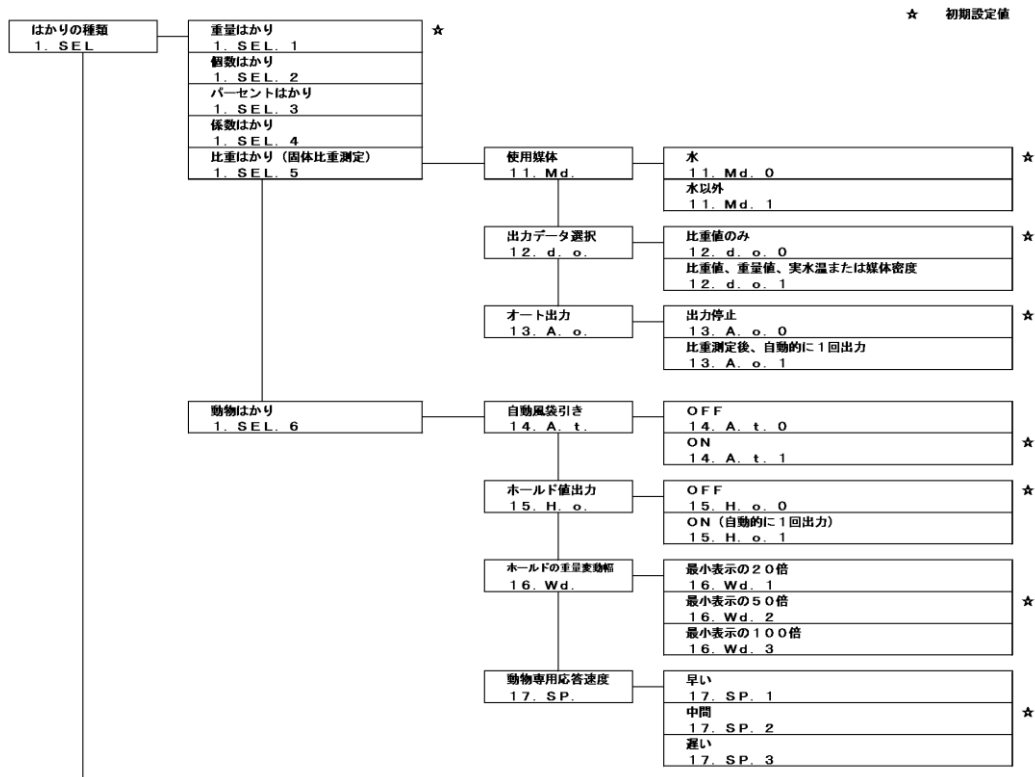 ☆ 初期設定値
はかりの種類
1. SEL
重量はかり ☆
1. SEL. 1
個数はかり
1. SEL. 2
パーセントはかり
1. SEL. 3
係数はかり
1. SEL. 4
比重はかり（固体比重測定）
1. SEL. 5
使用媒体
11. Md.
水 ☆
11. Md. 0
水以外
11. Md. 1
出力データ選択
12. d. o.
比重値のみ ☆
12. d. o. 0
比重値、重量値、実水温または媒体密度
12. d. o. 1
オート出力
13. A. o.
出力停止 ☆
13. A. o. 0
比重測定後、自動的に1回出力
13. A. o. 1
動物はかり
1. SEL. 6
自動風袋引き
14. A. t.
OFF
14. A. t. 0
ON ☆
14. A. t. 1
ホールド値出力
15. H. o.
OFF ☆
15. H. o. 0
ON（自動的に1回出力）
15. H. o. 1
ホールドの重量変動幅
16. Wd.
最小表示の20倍
16. Wd. 1
最小表示の50倍 ☆
16. Wd. 2
最小表示の100倍
16. Wd. 3
動物専用応答速度
17. SP.
早い
17. SP. 1
中間 ☆
17. SP. 2
遅い
17. SP. 3